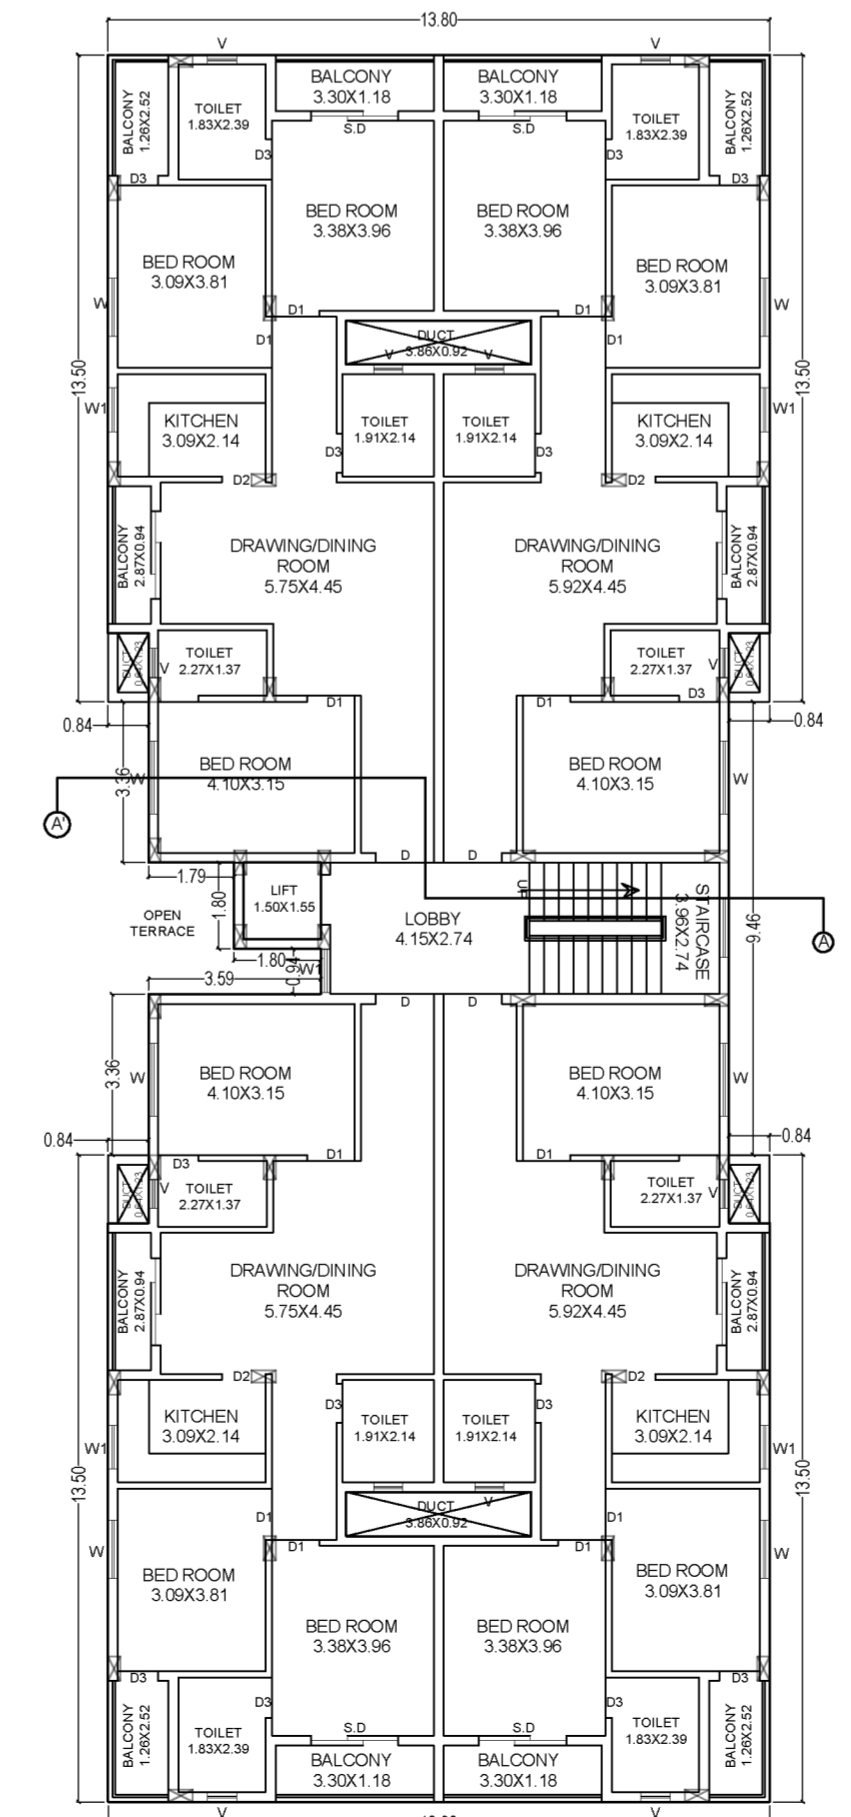 13.80
V
V
BALCONY
1.26X2.52
TOILET
1.83X2.39
BALCONY
3.30X1.18
BALCONY
3.30X1.18
TOILET
1.83X2.39
BALCONY
1.26X2.52
S.D
S.D
D3
D3
D3
D3
BED ROOM
3.38X3.96
BED ROOM
3.38X3.96
BED ROOM
3.09X3.81
BED ROOM
3.09X3.81
W
W
D1
D1
D1
D1
DUCT
3.86X0.92
V
V
13.50
13.50
W1
W1
KITCHEN
3.09X2.14
TOILET
1.91X2.14
TOILET
1.91X2.14
KITCHEN
3.09X2.14
D3
D3
D2
D2
BALCONY
2.87X0.94
DRAWING/DINING
ROOM
5.75X4.45
DRAWING/DINING
ROOM
5.92X4.45
BALCONY
2.87X0.94
DUCT
V
TOILET
2.27X1.37
TOILET
2.27X1.37
V
DUCT
D3
D1
D1
0.84
0.84
3.36
W
BED ROOM
4.10X3.15
BED ROOM
4.10X3.15
W
A'
D
D
1.79
1.80
LIFT
1.50X1.55
UP
OPEN
TERRACE
LOBBY
4.15X2.74
STAIRCASE
3.96X2.74
9.46
A
1.80
0.94
W1
3.59
D
D
3.36
W
BED ROOM
4.10X3.15
BED ROOM
4.10X3.15
W
0.84
0.84
D1
D1
D3
DUCT
V
TOILET
2.27X1.37
TOILET
2.27X1.37
V
DUCT
BALCONY
2.87X0.94
DRAWING/DINING
ROOM
5.75X4.45
DRAWING/DINING
ROOM
5.92X4.45
BALCONY
2.87X0.94
D2
D2
D3
D3
KITCHEN
3.09X2.14
TOILET
1.91X2.14
TOILET
1.91X2.14
KITCHEN
3.09X2.14
W1
W1
13.50
13.50
V
DUCT
3.86X0.92
D1
D1
D1
D1
W
W
BED ROOM
3.09X3.81
BED ROOM
3.09X3.81
BED ROOM
3.38X3.96
BED ROOM
3.38X3.96
D3
D3
D3
D3
S.D
S.D
BALCONY
1.26X2.52
TOILET
1.83X2.39
BALCONY
3.30X1.18
BALCONY
3.30X1.18
TOILET
1.83X2.39
BALCONY
1.26X2.52
V
V